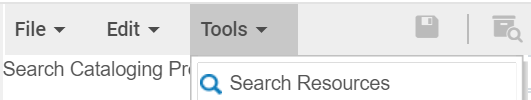 File Edit Tools
Search Cataloging Pr
Search Resources